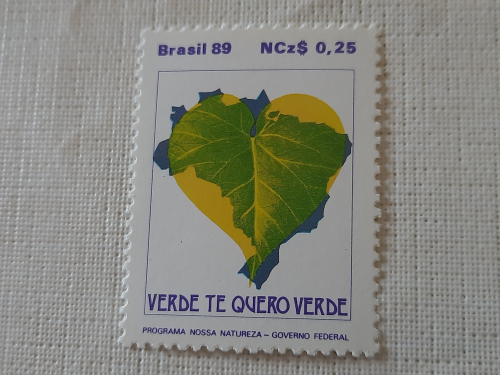 Brasil 89 NCz$ 0,25
VERDE TE QUERO VERDE
PROGRAMA NOSSA NATUREZA – GOVERNO FEDERAL